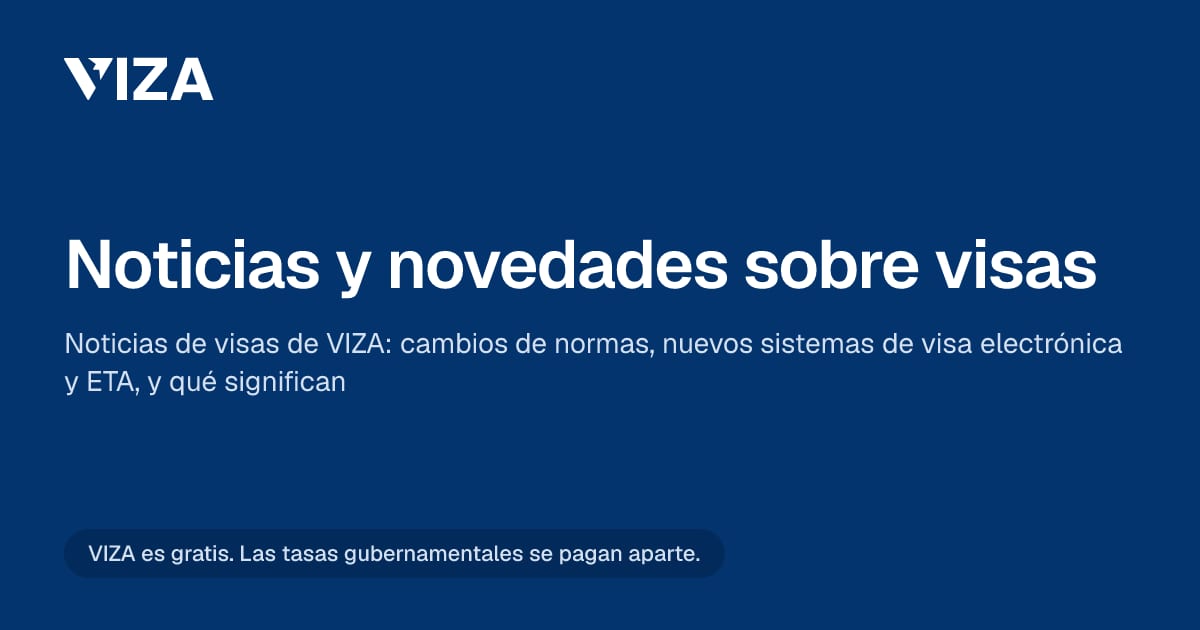 VIZA
Noticias y novedades sobre visas
Noticias de visas de VIZA: cambios de normas, nuevos sistemas de visa electrónica
y ETA, y qué significan
VIZA es gratis. Las tasas gubernamentales se pagan aparte.